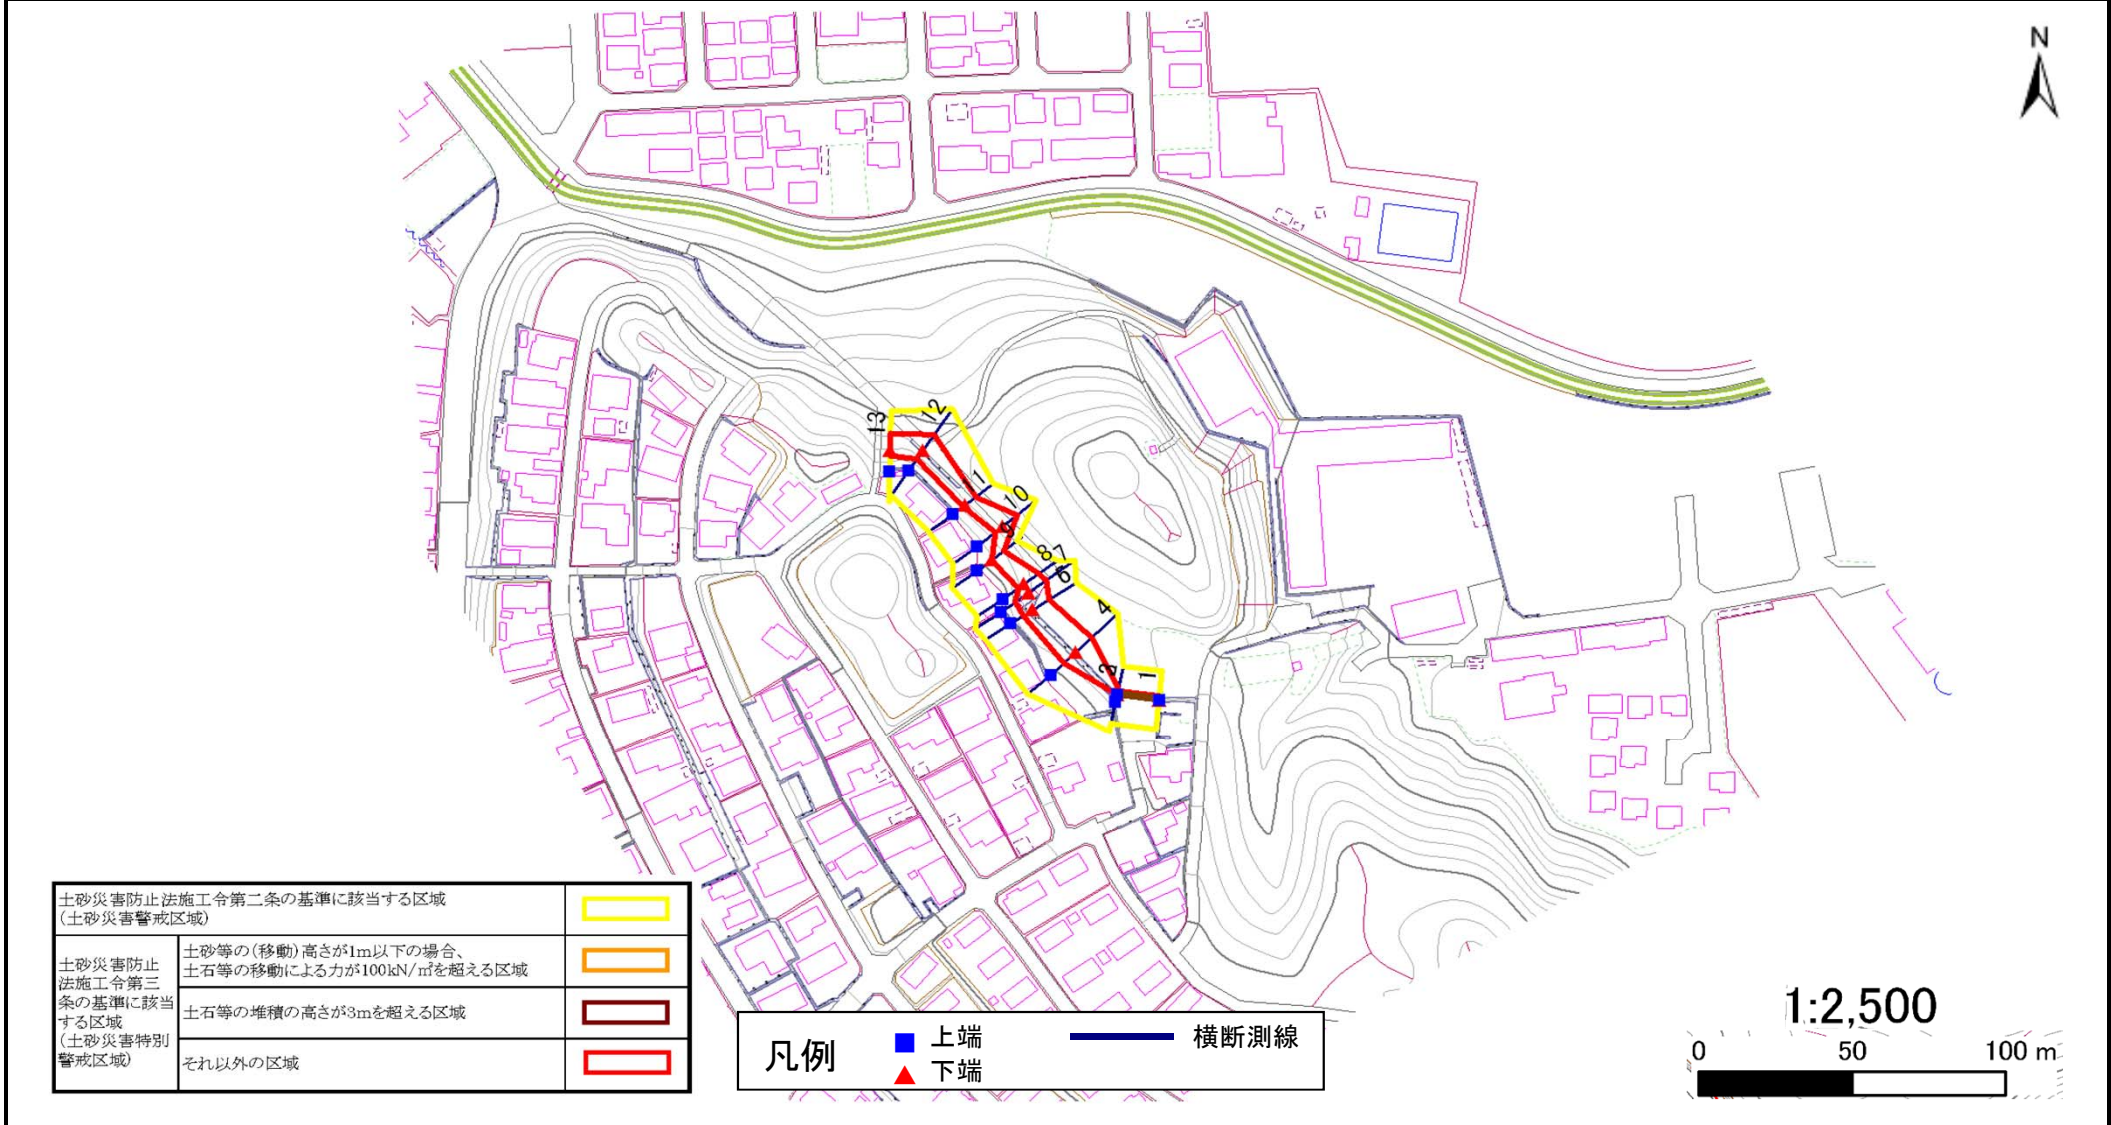 N
13
12
11
10
9
8
7
6
4
2
1
土砂災害防止法施工令第二条の基準に該当する区域
(土砂災害警戒区域)
土砂災害防止
法施工令第三
条の基準に該当
する区域
(土砂災害特別
警戒区域)
土砂等の(移動)高さが1m以下の場合、
土石等の移動による力が100kN/㎡を超える区域
土石等の堆積の高さが3mを超える区域
それ以外の区域
凡例
上端
下端
横断測線
1:2,500
0 50 100 m